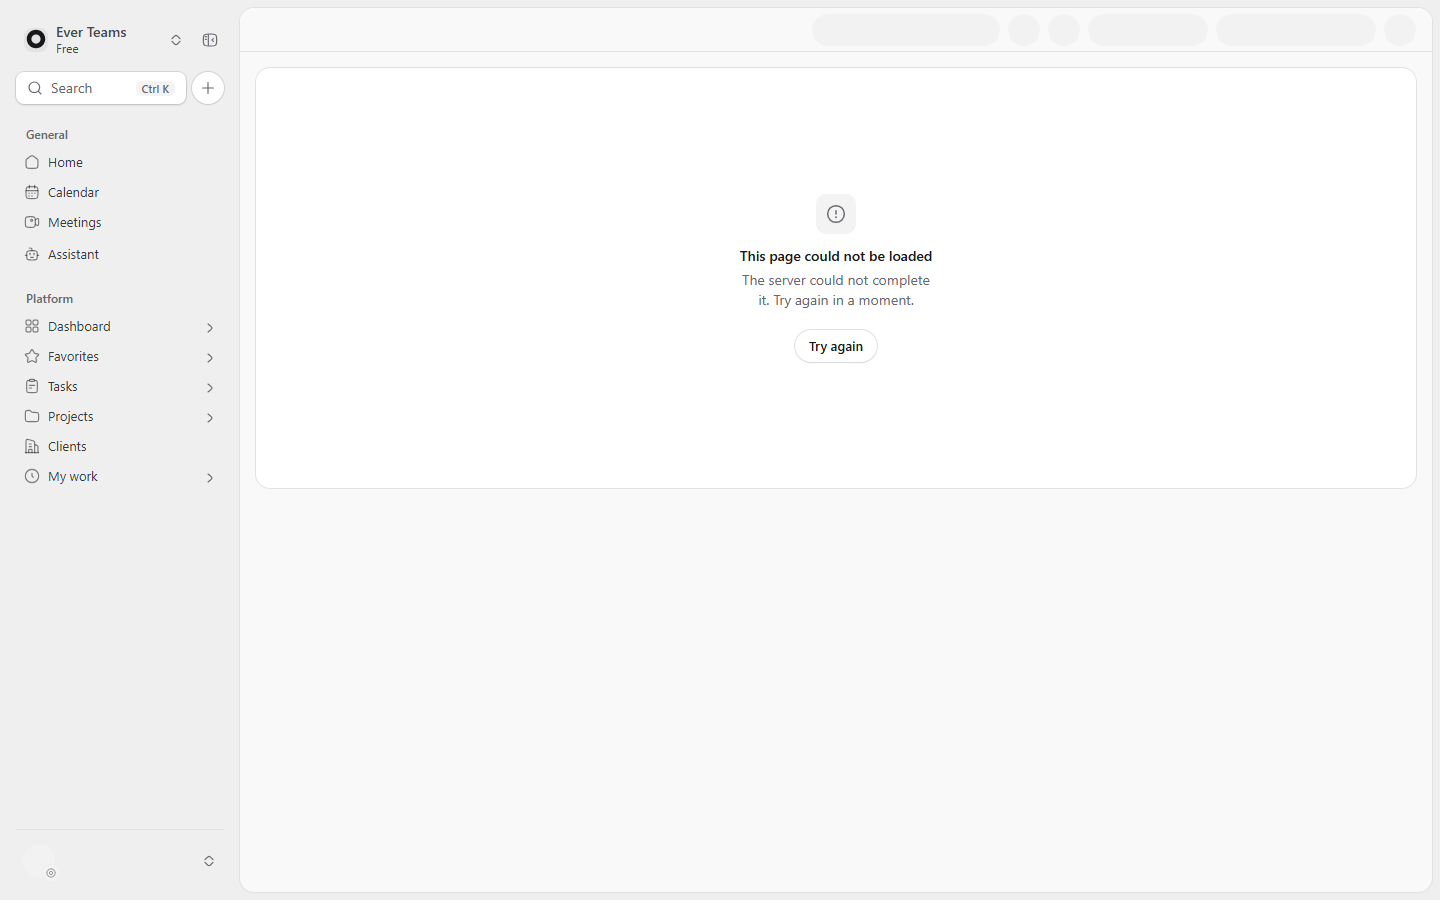 Ever Teams
Free
Search
Ctrl K
General
Home
Calendar
Meetings
Assistant
Platform
Dashboard
Favorites
Tasks
Projects
Clients
My work
This page could not be loaded
The server could not complete
it. Try again in a moment.
Try again